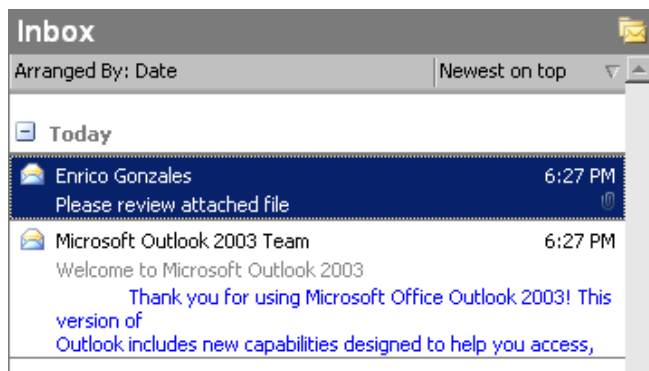 Inbox
Arranged By: Date Newest on top
Today
Enrico Gonzales 6:27 PM
Please review attached file
Microsoft Outlook 2003 Team 6:27 PM
Welcome to Microsoft Outlook 2003
Thank you for using Microsoft Office Outlook 2003! This
version of
Outlook includes new capabilities designed to help you access,